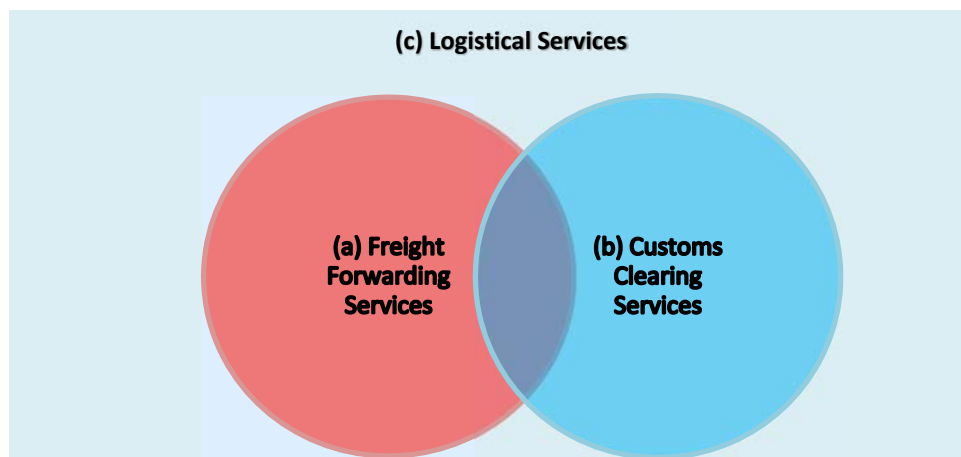 (c) Logistical Services
(a) Freight
Forwarding
Services
(b) Customs
Clearing
Services